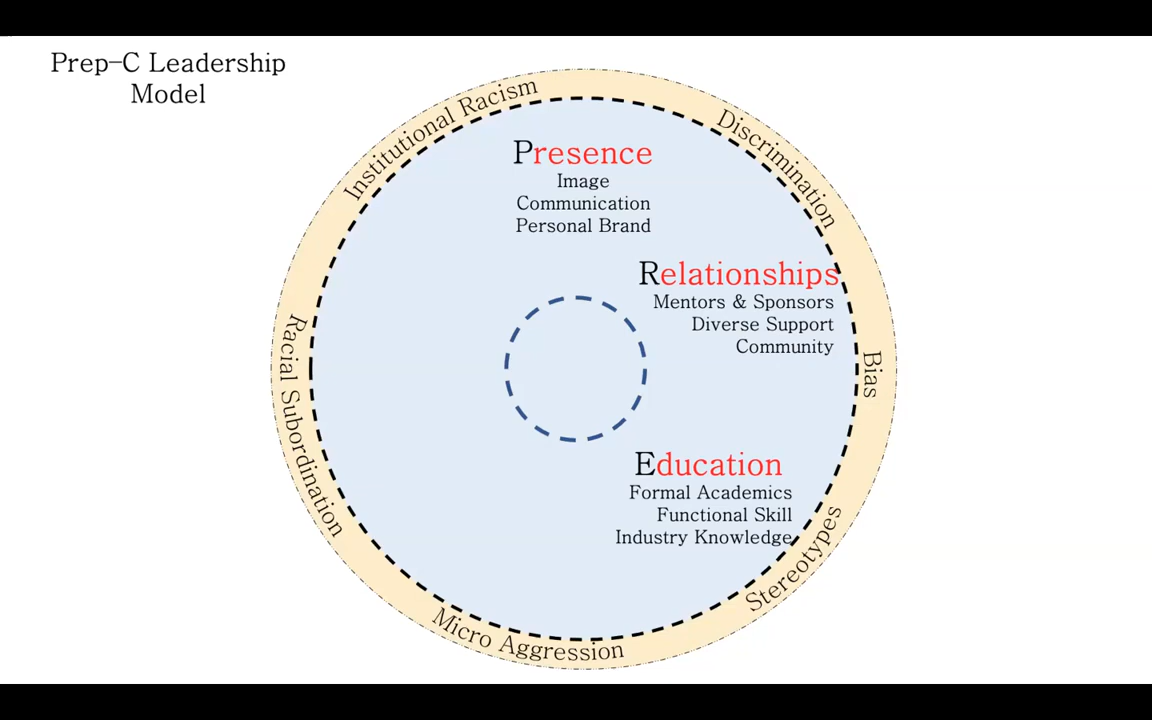 Prep-C Leadership
Model
Institutional Racism
Discrimination
Bias
Stereotypes
Micro Aggression
Racial Subordination
Presence
Image
Communication
Personal Brand
Relationships
Mentors & Sponsors
Diverse Support
Community
Education
Formal Academics
Functional Skill
Industry Knowledge